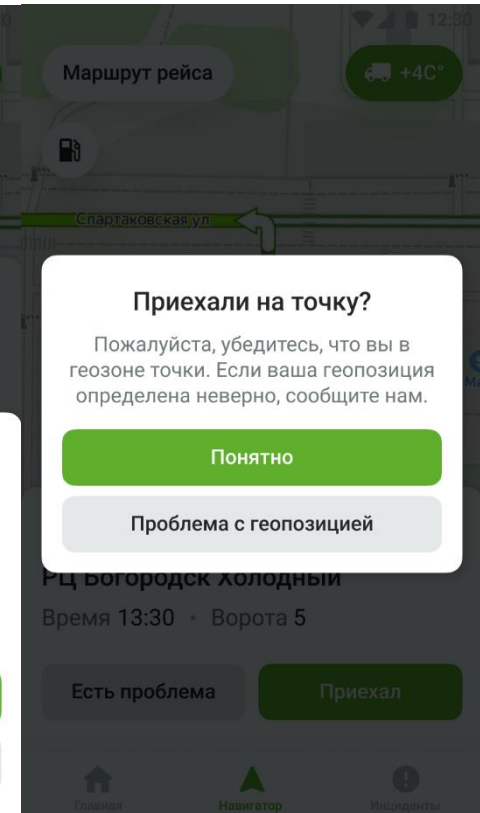 12:30
Маршрут рейса
+4C°
Спартаковская ул
Приехали на точку?
Пожалуйста, убедитесь, что вы в
геозоне точки. Если ваша геопозиция
определена неверно, сообщите нам.
Понятно
Проблема с геопозицией
РЦ Богородск Холодный
Время 13:30 · Ворота 5
Есть проблема
Приехал
Главная
Навигатор
Инциденты